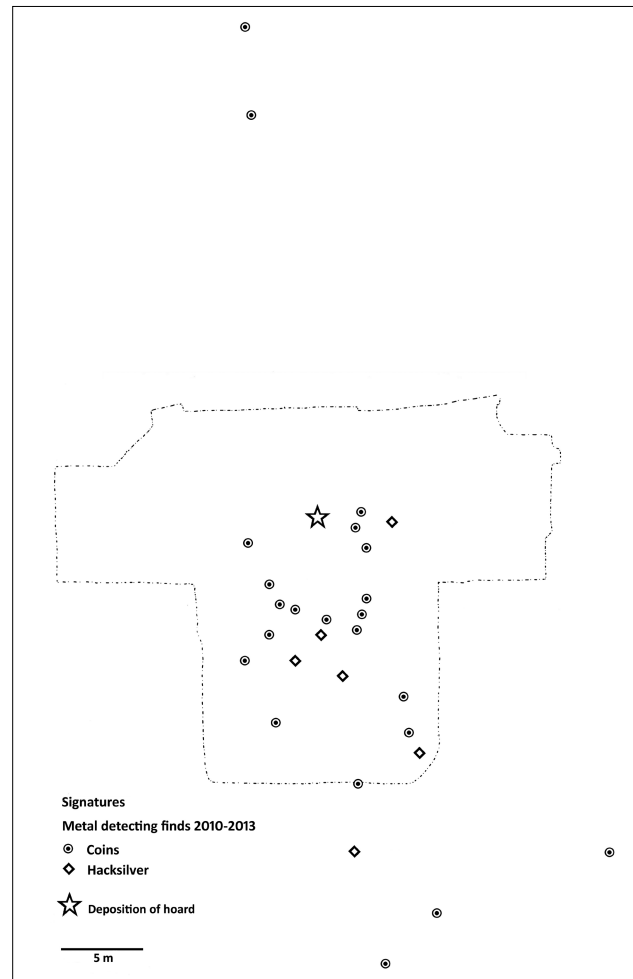 Signatures
Metal detecting finds 2010-2013
Coins
Hacksilver
Deposition of hoard
5 m